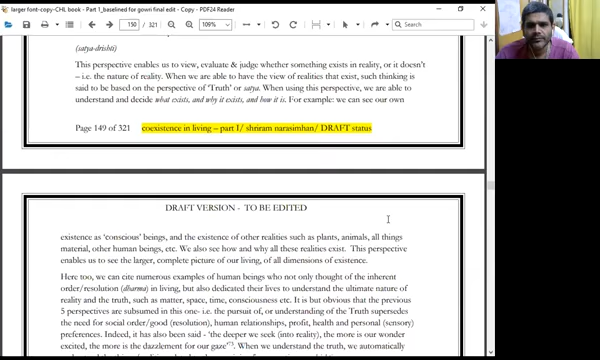 larger font-copy-CHL book - Part 1_baselined for gowri final edit - Copy - PDF24 Reader
150 / 321
109%
(satya-drishti)
This perspective enables us to view, evaluate & judge whether something exists in reality, or it doesn't
– i.e. the nature of reality. When we are able to have the view of realities that exist, such thinking is
said to be based on the perspective of 'Truth' or satya. When using this perspective, we are able to
understand and decide what exists, and why it exists, and how it is. For example: we can see our own
Page 149 of 321 coexistence in living – part I/ shriram narasimhan/ DRAFT status
DRAFT VERSION - TO BE EDITED
existence as 'conscious' beings, and the existence of other realities such as plants, animals, all things
material, other human beings, etc. We also see how and why all these realities exist. This perspective
enables us to see the larger, complete picture of our living, of all dimensions of existence.
Here too, we can cite numerous examples of human beings who not only thought of the inherent
order/resolution (dharma) in living, but also dedicated their lives to understand the ultimate nature of
reality and the truth, such as matter, space, time, consciousness etc. It is but obvious that the previous
5 perspectives are subsumed in this one- i.e. the pursuit of, or understanding of the Truth supersedes
the need for social order/good (resolution), human relationships, profit, health and personal (sensory)
preferences. Indeed, it has also been said - 'the deeper we seek (into reality), the more is our wonder
excited, the more is the dazzlement for our gaze'⁷³. When we understand the truth, we automatically